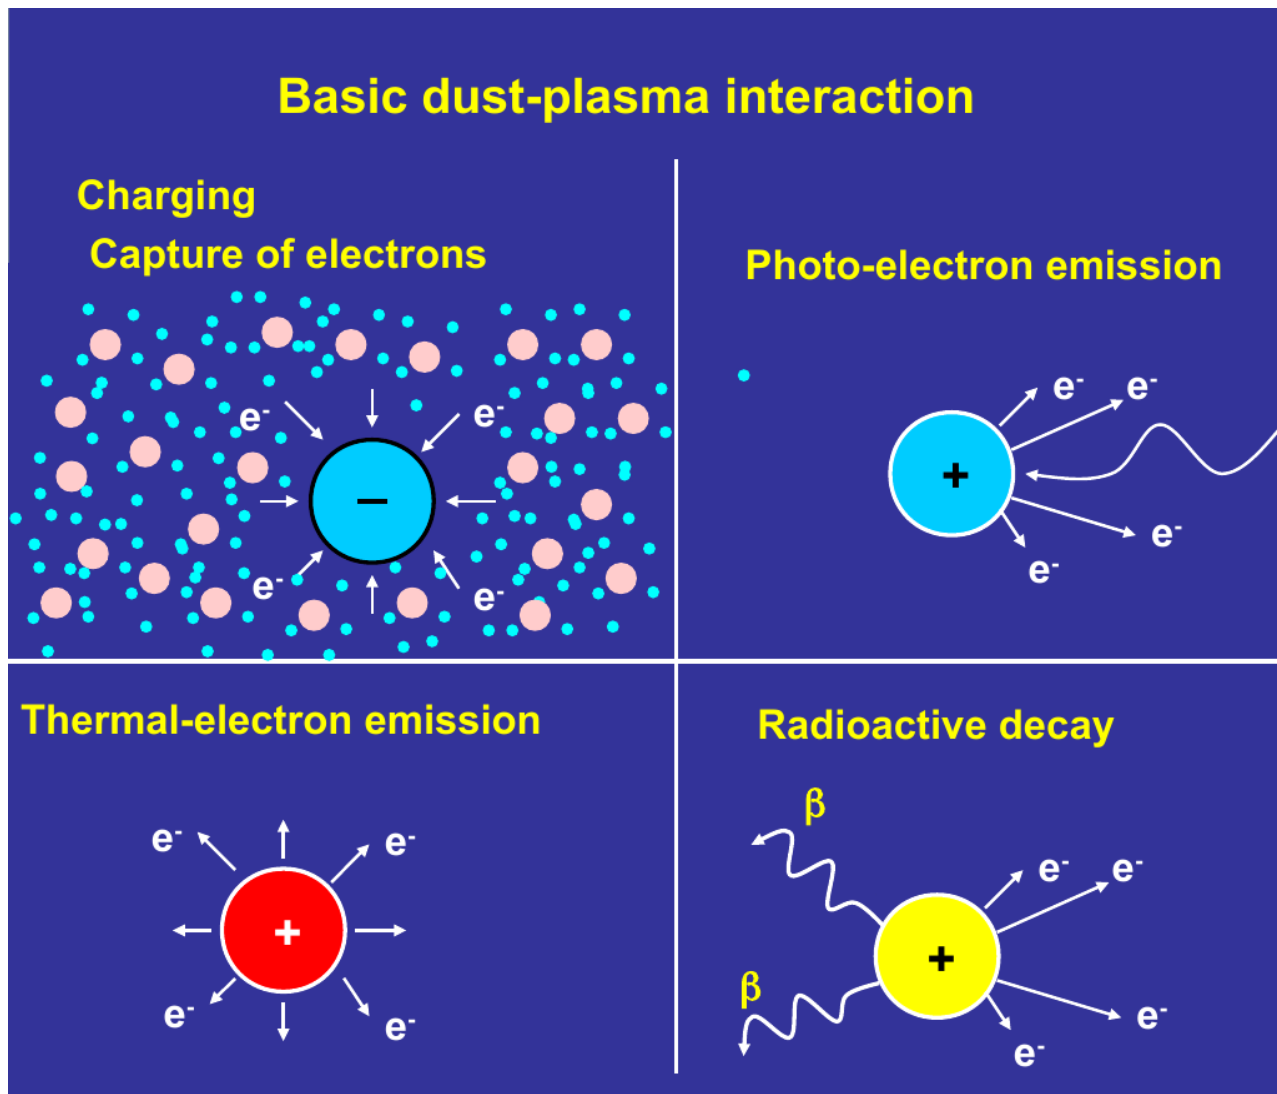 Basic dust-plasma interaction
Charging
Capture of electrons
e-
e-
e-
e-
−
Photo-electron emission
e-
e-
+
e-
e-
Thermal-electron emission
e-
e-
+
e-
e-
Radioactive decay
β
e-
e-
+
β
e-
e-